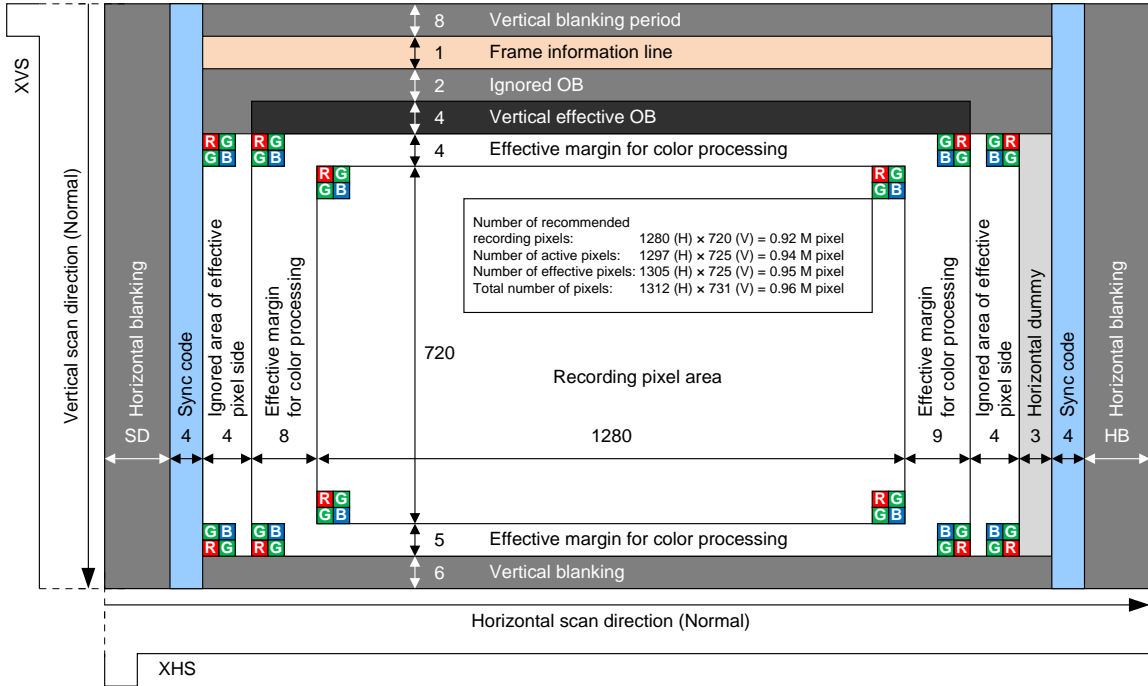 8 Vertical blanking period
1 Frame information line
2 Ignored OB
4 Vertical effective OB
4 Effective margin for color processing
XVS
Vertical scan direction (Normal)
R G R G G R G R
G B G B B G B G
R G R G
G B G B
Number of recommended
recording pixels: 1280 (H) × 720 (V) = 0.92 M pixel
Number of active pixels: 1297 (H) × 725 (V) = 0.94 M pixel
Number of effective pixels: 1305 (H) × 725 (V) = 0.95 M pixel
Total number of pixels: 1312 (H) × 731 (V) = 0.96 M pixel
Horizontal blanking
SD
Sync code
4
Ignored area of effective
pixel side
4
Effective margin
for color processing
8
720
Recording pixel area
1280
Effective margin
for color processing
9
Ignored area of effective
pixel side
4
Horizontal dummy
3
Sync code
4
Horizontal blanking
HB
R G R G
G B G B
G B G B B G B G
R G R G G R G R
5 Effective margin for color processing
6 Vertical blanking
Horizontal scan direction (Normal)
XHS